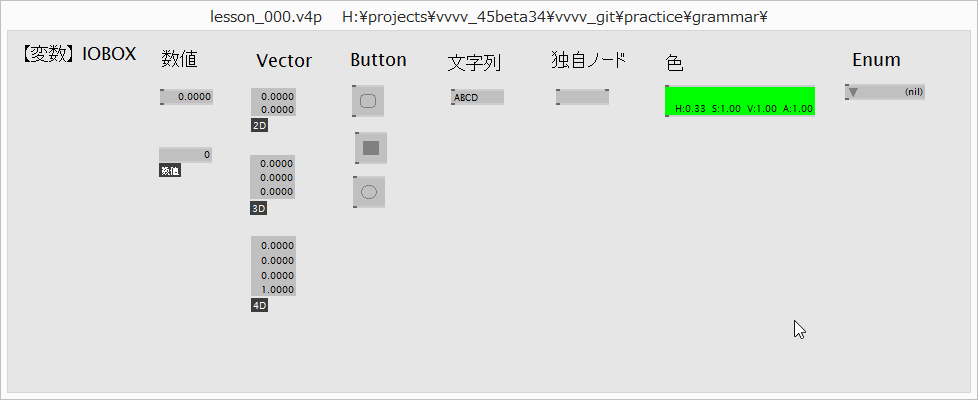 lesson_000.v4p H:¥projects¥vvvv_45beta34¥vvvv_git¥practice¥grammar¥
【変数】IOBOX 数値 Vector Button 文字列 独自ノード 色 Enum
0.0000
0
数値
0.0000
0.0000
2D
0.0000
0.0000
0.0000
3D
0.0000
0.0000
0.0000
1.0000
4D
ABCD
H:0.33 S:1.00 V:1.00 A:1.00
(nil)